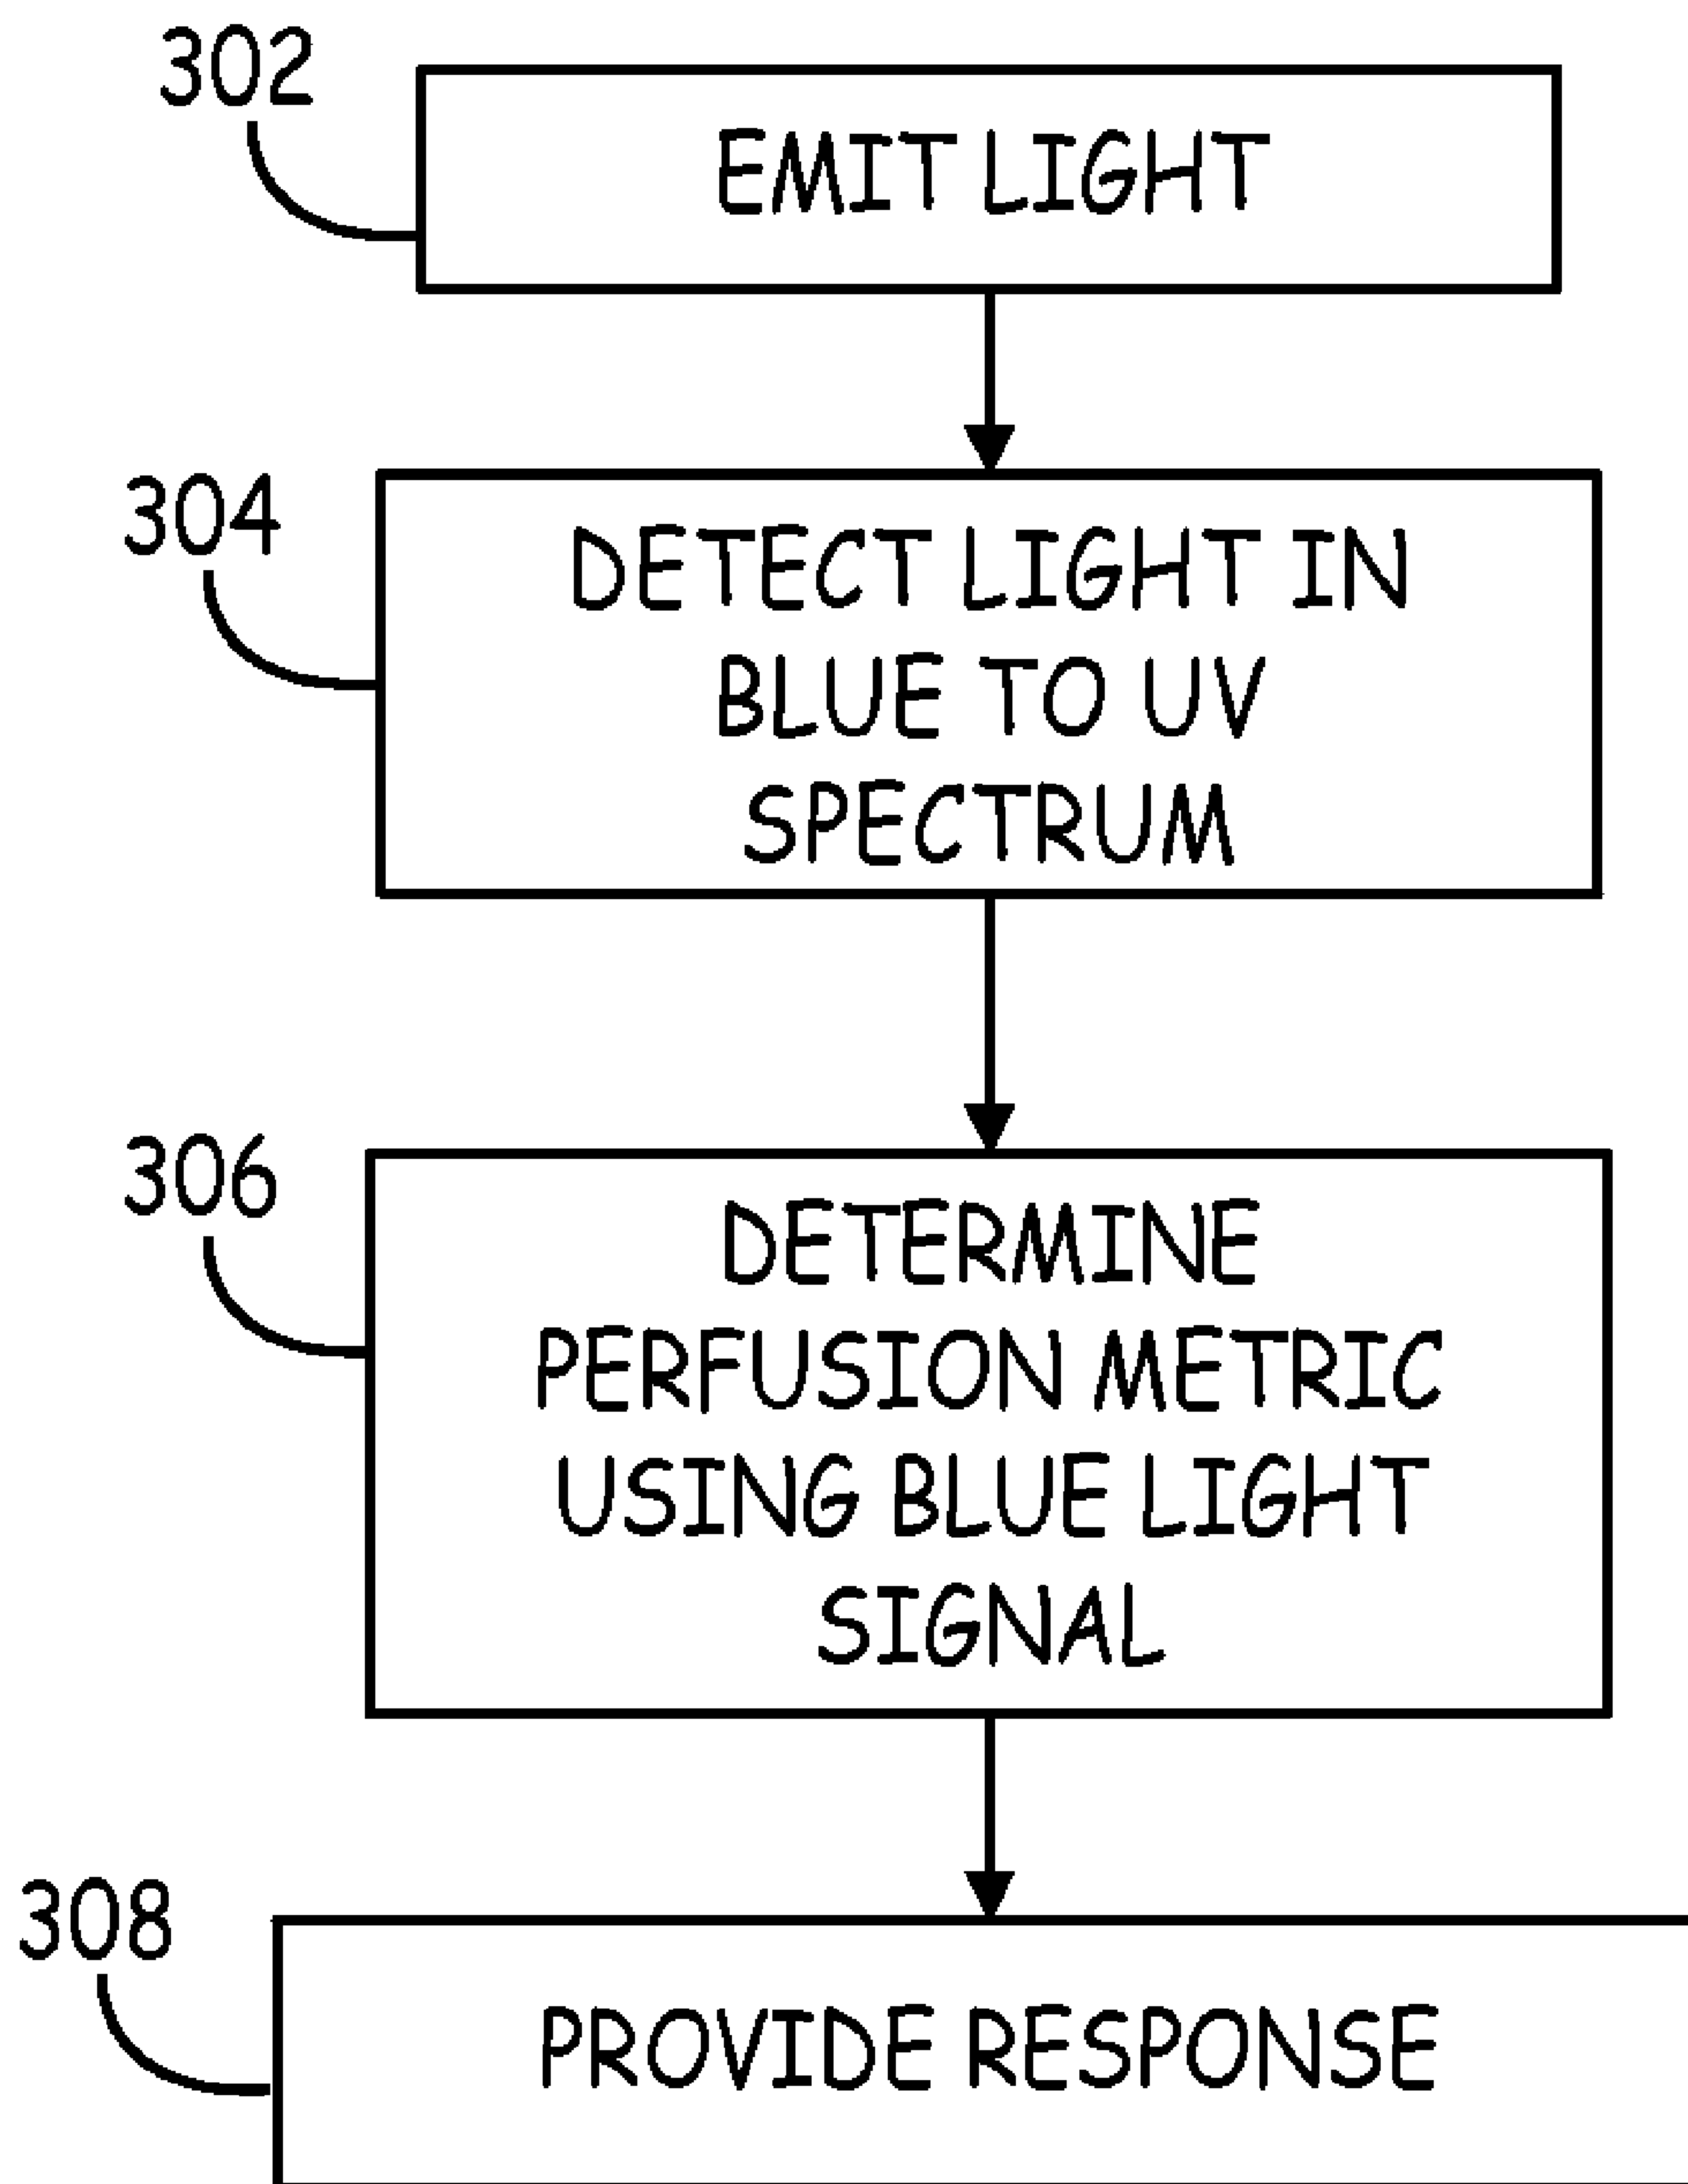 302
EMIT LIGHT
304
DETECT LIGHT IN
BLUE TO UV
SPECTRUM
306
DETERMINE
PERFUSION METRIC
USING BLUE LIGHT
SIGNAL
308
PROVIDE RESPONSE